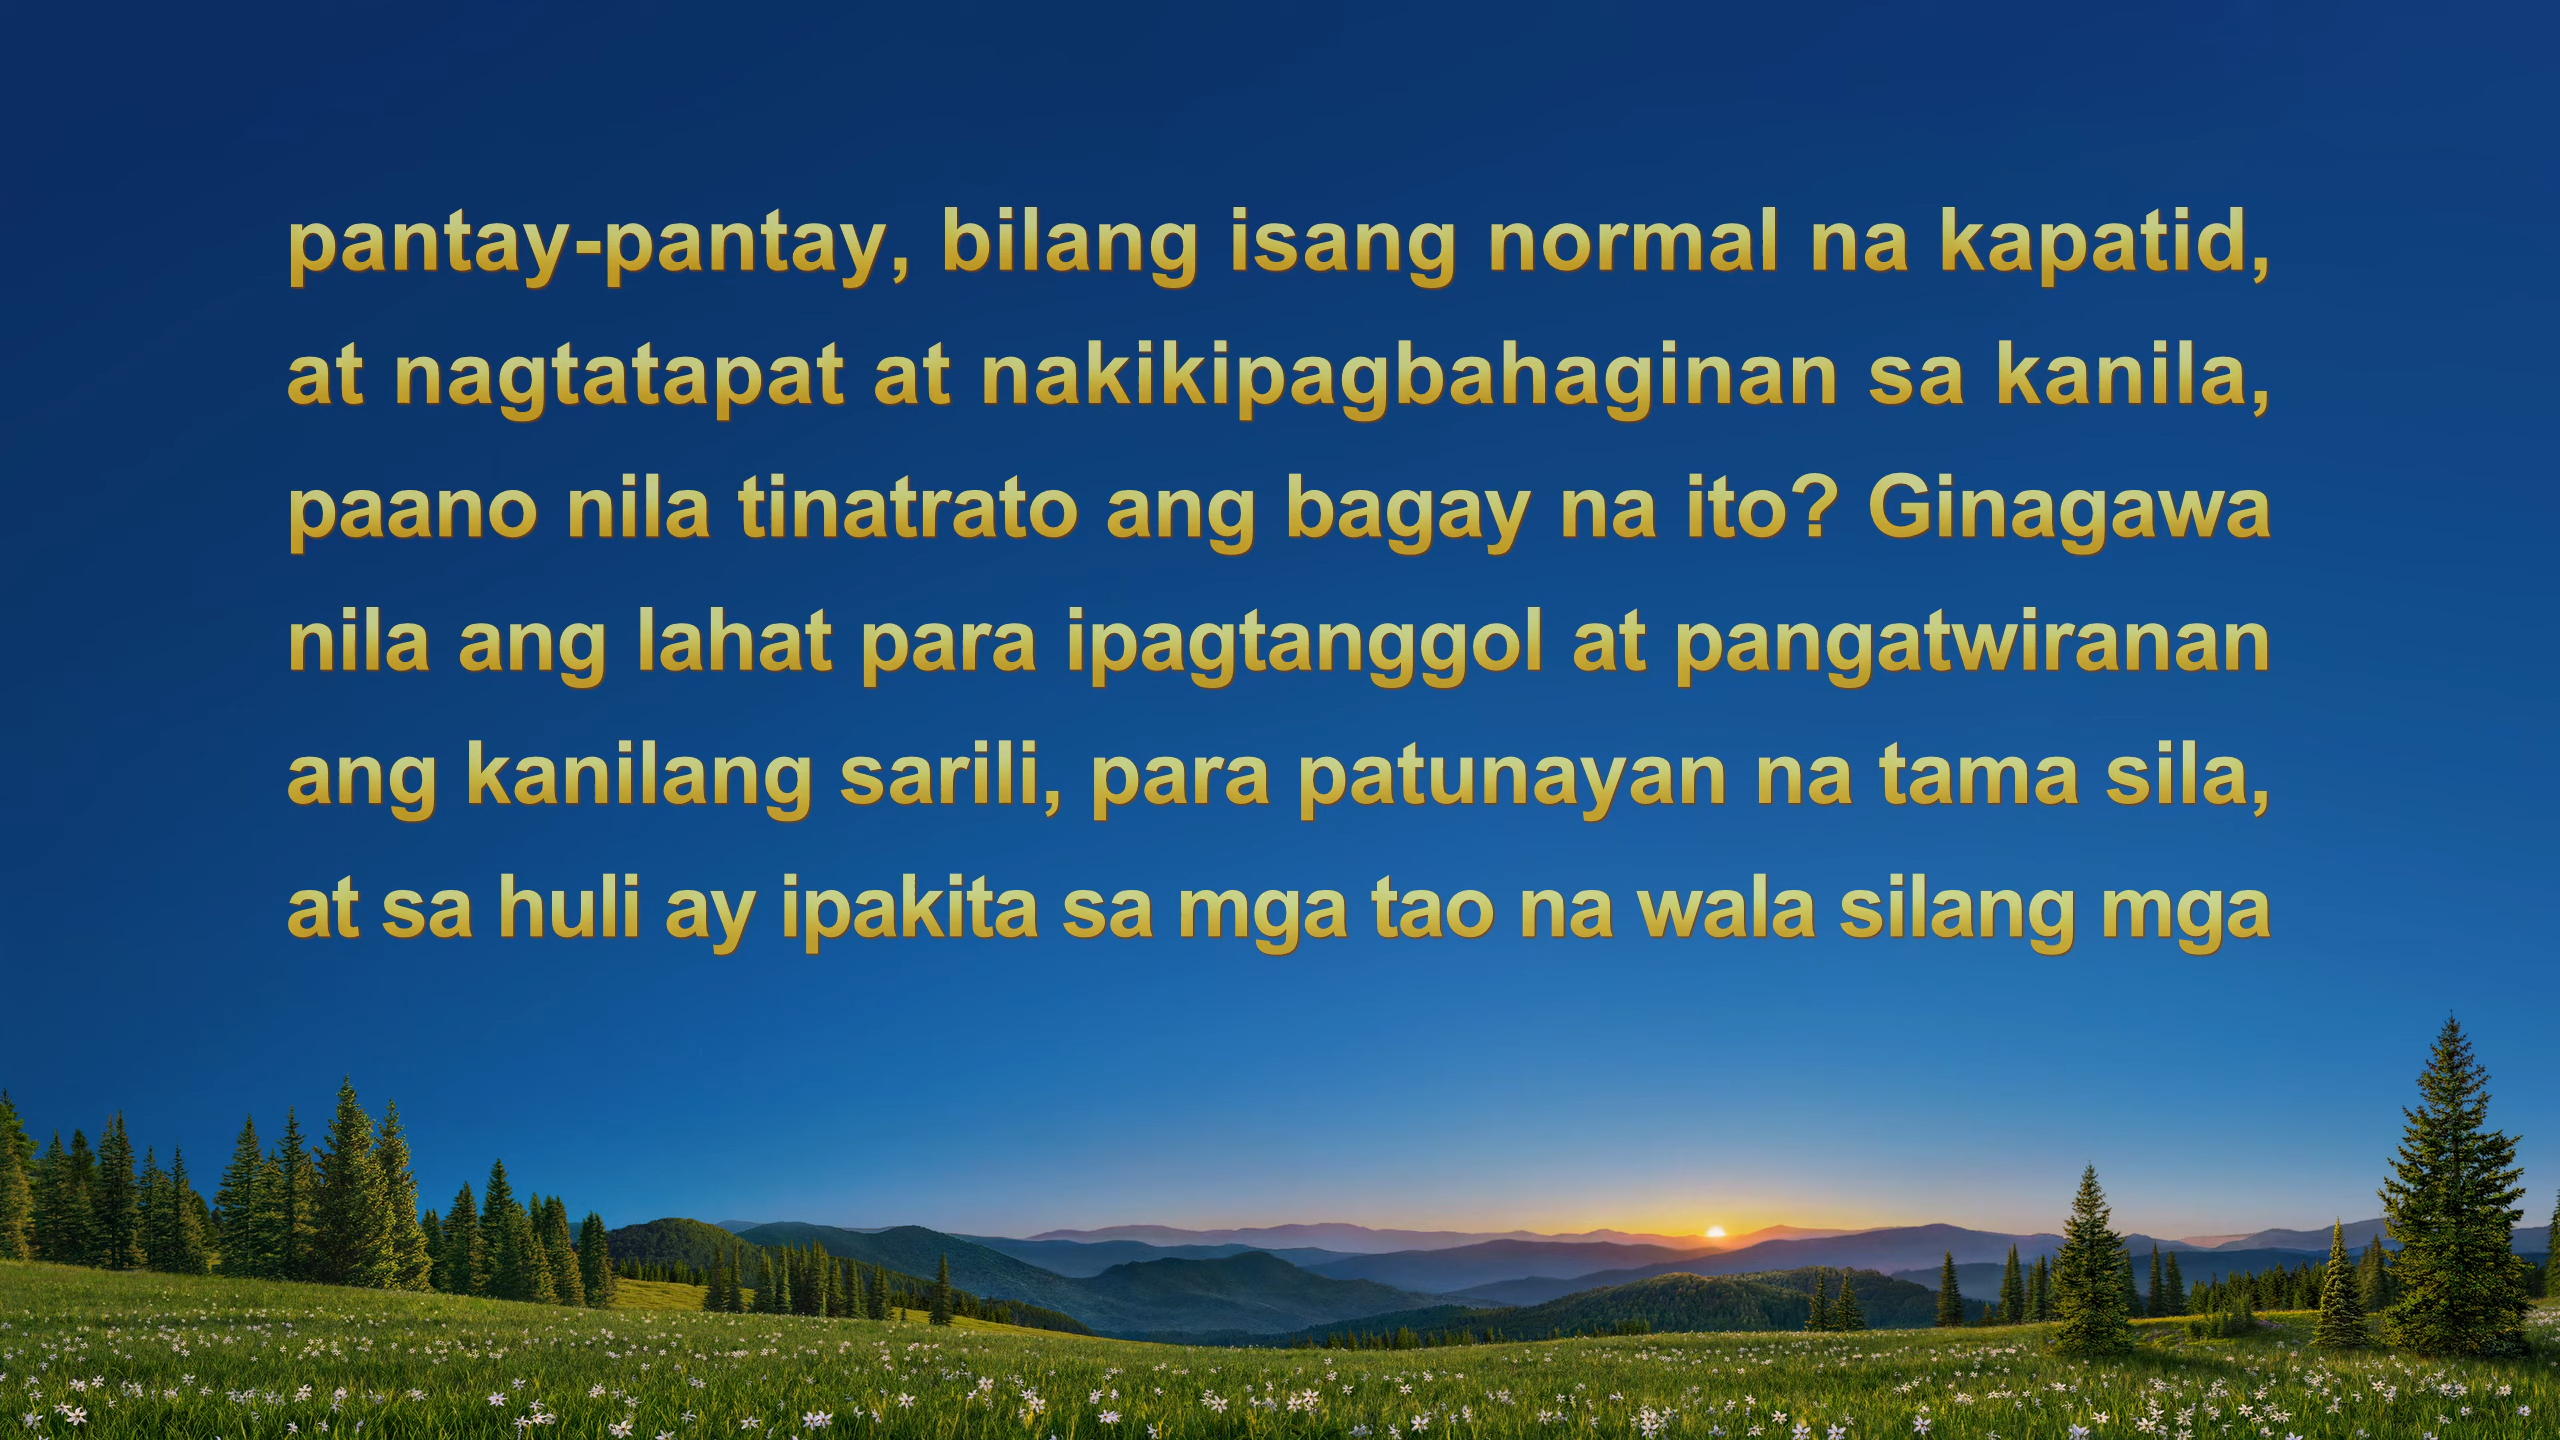 pantay-pantay, bilang isang normal na kapatid,
at nagtatapat at nakikipagbahaginan sa kanila,
paano nila tinatrato ang bagay na ito? Ginagawa
nila ang lahat para ipagtanggol at pangatwiranan
ang kanilang sarili, para patunayan na tama sila,
at sa huli ay ipakita sa mga tao na wala silang mga